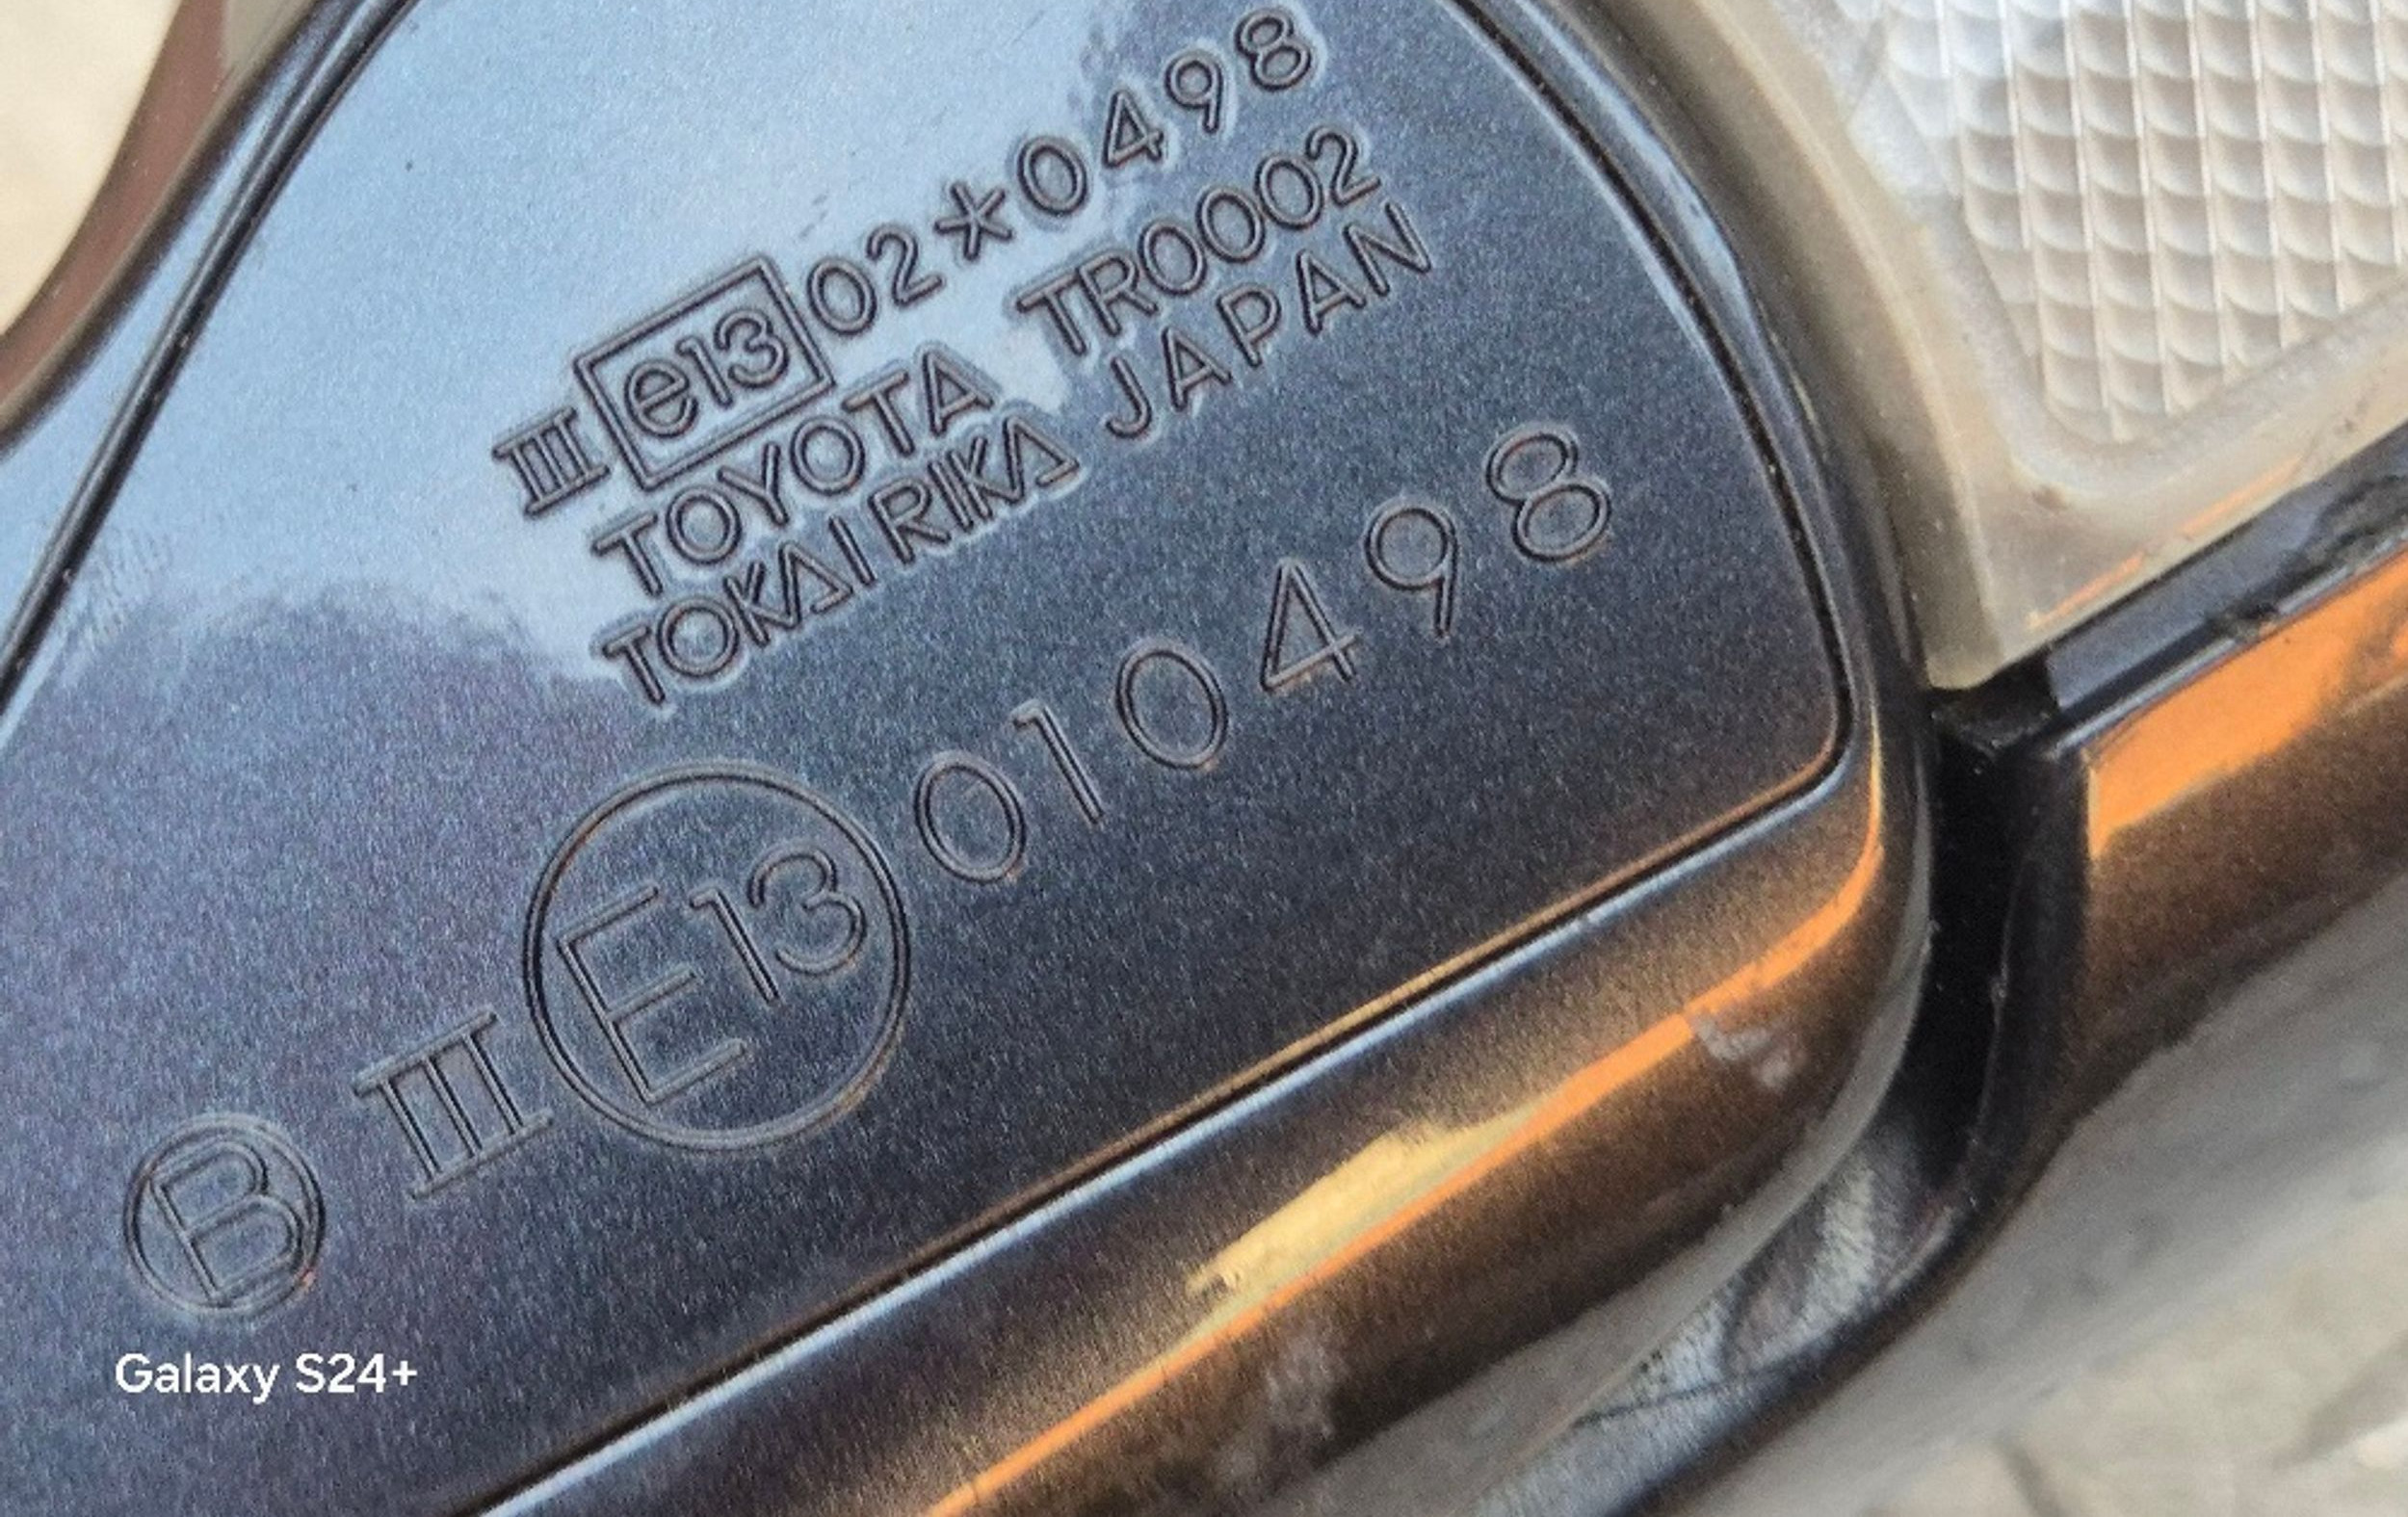 III e13 02*0498
TOYOTA TR0002
TOKAI RIKA JAPAN
B III E13 010498
Galaxy S24+